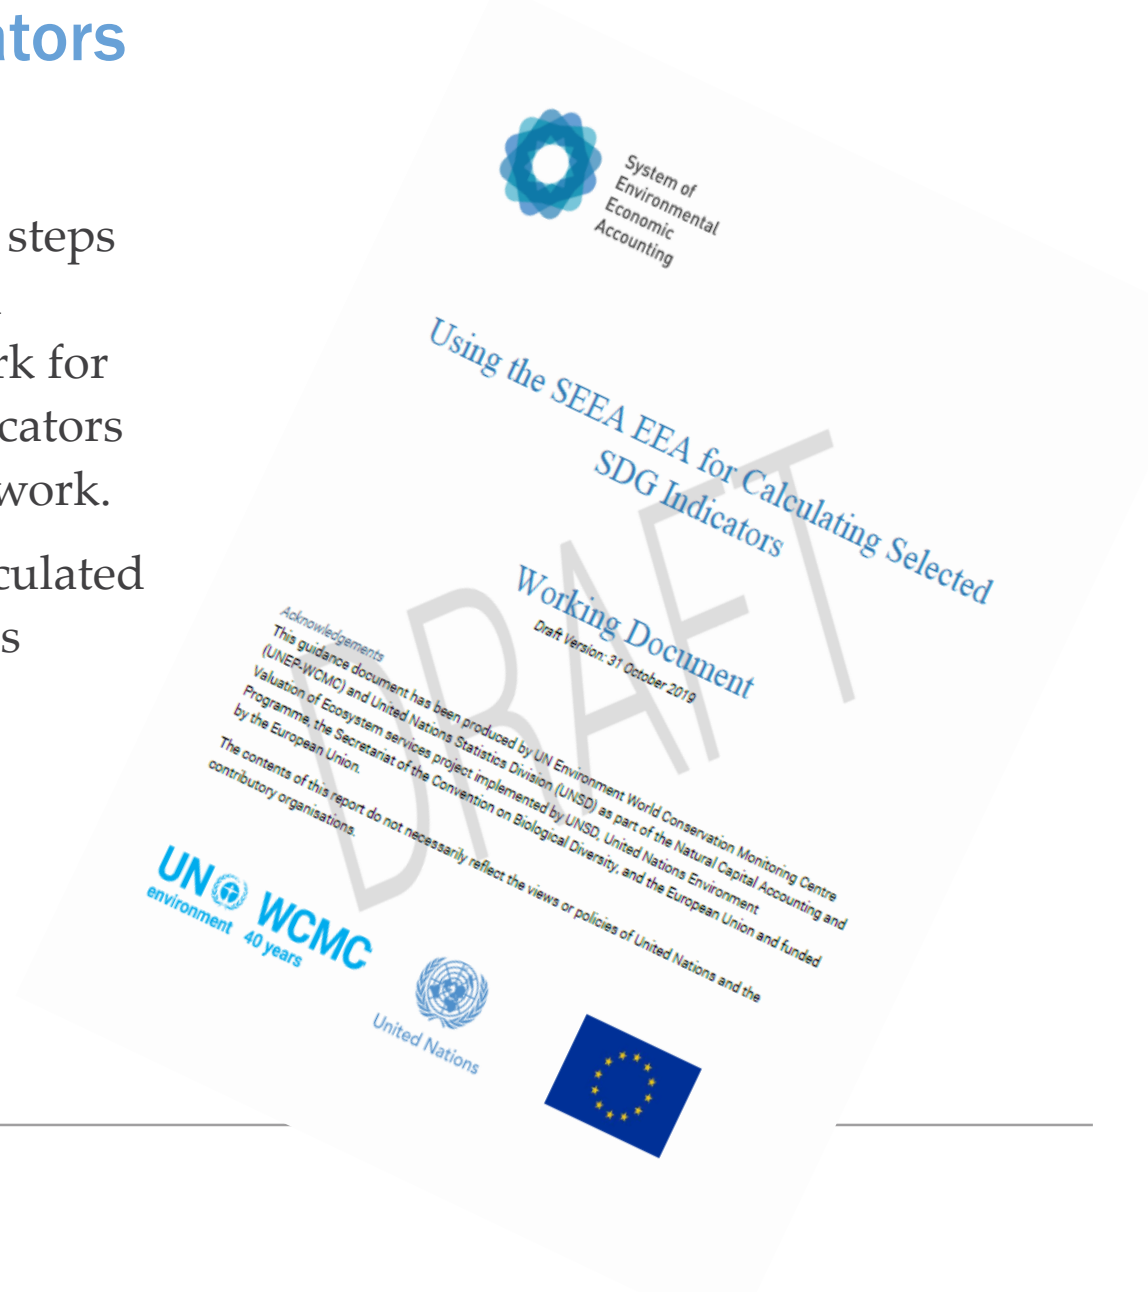 ators
steps
rk for
cators
work.
culated
s
System of
Environmental
Economic
Accounting
Using the SEEA EEA for Calculating Selected
SDG Indicators
Working Document
Draft Version: 31 October 2019
DRAFT
Acknowledgements
This guidance document has been produced by UN Environment World Conservation Monitoring Centre
(UNEP-WCMC) and United Nations Statistics Division (UNSD) as part of the Natural Capital Accounting and
Valuation of Ecosystem services project implemented by UNSD, United Nations Environment
Programme, the Secretariat of the Convention on Biological Diversity, and the European Union and funded
by the European Union.
The contents of this report do not necessarily reflect the views or policies of United Nations and the
contributory organisations.
UN WCMC
environment 40 years
United Nations